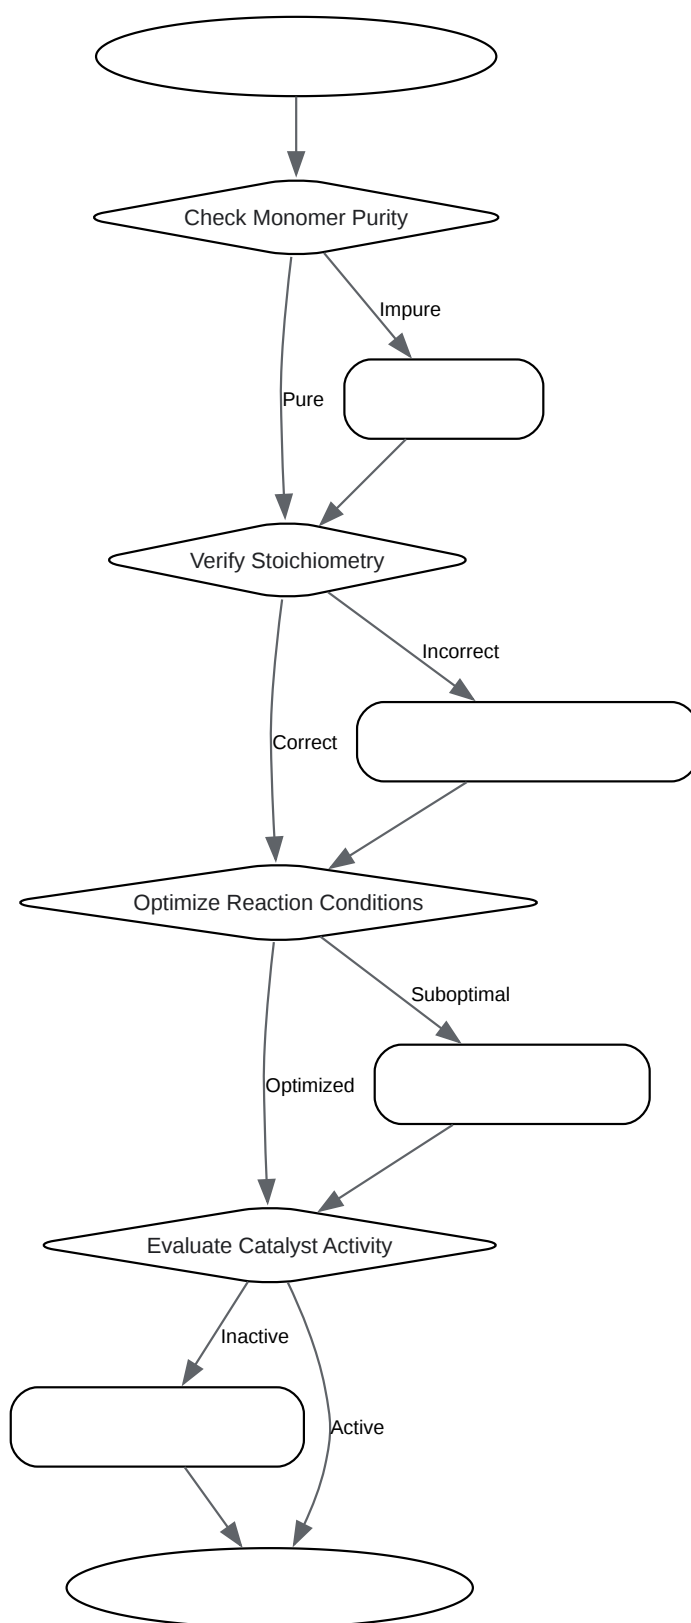 Check Monomer Purity
Impure
Pure
Verify Stoichiometry
Incorrect
Correct
Optimize Reaction Conditions
Suboptimal
Optimized
Evaluate Catalyst Activity
Inactive
Active